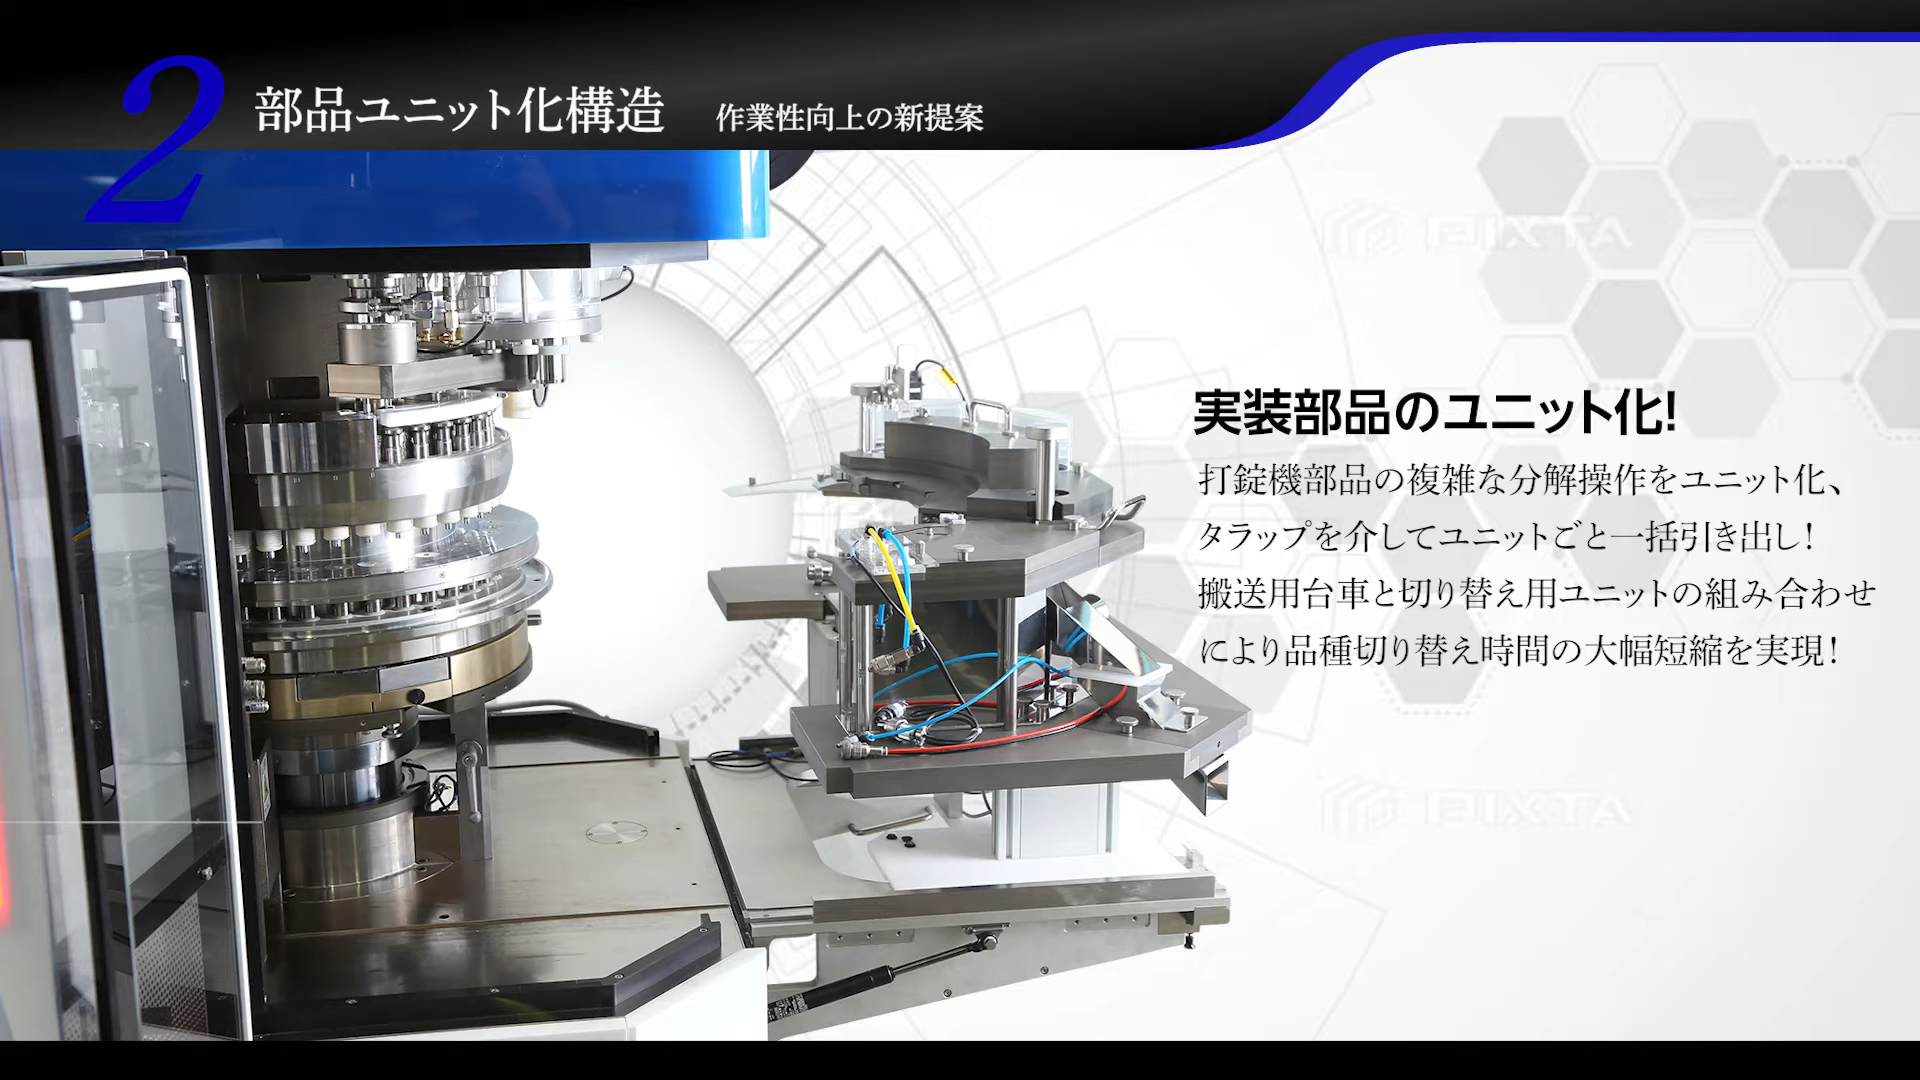 2
部品ユニット化構造 作業性向上の新提案
PIXTA
実装部品のユニット化!
打錠機部品の複雑な分解操作をユニット化、
タラップを介してユニットごと一括引き出し!
搬送用台車と切り替え用ユニットの組み合わせ
により品種切り替え時間の大幅短縮を実現!
PIXTA